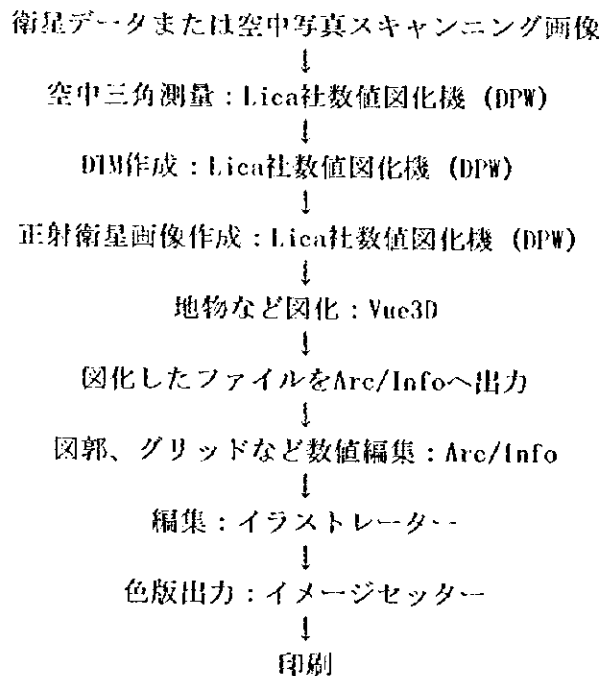 衛星データまたは空中写真スキャンニング画像
↓
空中三角測量：Lica社数値図化機 (DPW)
↓
DTM作成：Lica社数値図化機 (DPW)
↓
正射衛星画像作成：Lica社数値図化機 (DPW)
↓
地物など図化：Vue3D
↓
図化したファイルをArc/Infoへ出力
↓
図郭、グリッドなど数値編集：Arc/Info
↓
編集：イラストレーター
↓
色版出力：イメージセッター
↓
印刷